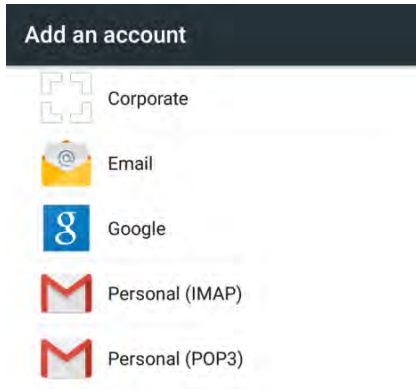 Add an account
Corporate
@
Email
g
Google
Personal (IMAP)
Personal (POP3)